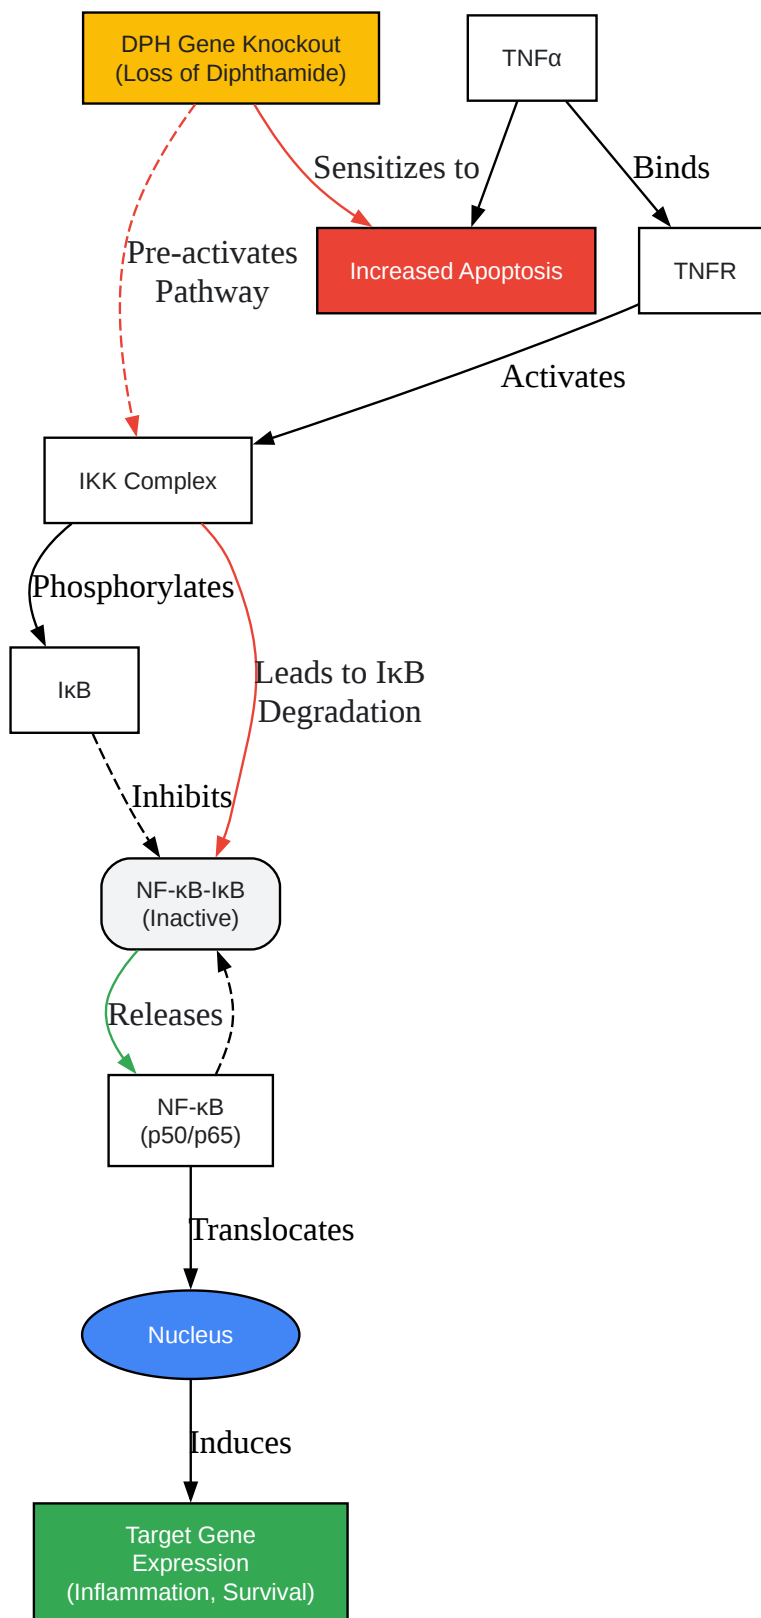 DPH Gene Knockout
(Loss of Diphthamide)
TNFα
Sensitizes to
Binds
Pre-activates
Pathway
Increased Apoptosis
TNFR
Activates
IKK Complex
Phosphorylates
Leads to IκB
Degradation
IκB
Inhibits
NF-κB-IκB
(Inactive)
Releases
NF-κB
(p50/p65)
Translocates
Nucleus
Induces
Target Gene
Expression
(Inflammation, Survival)